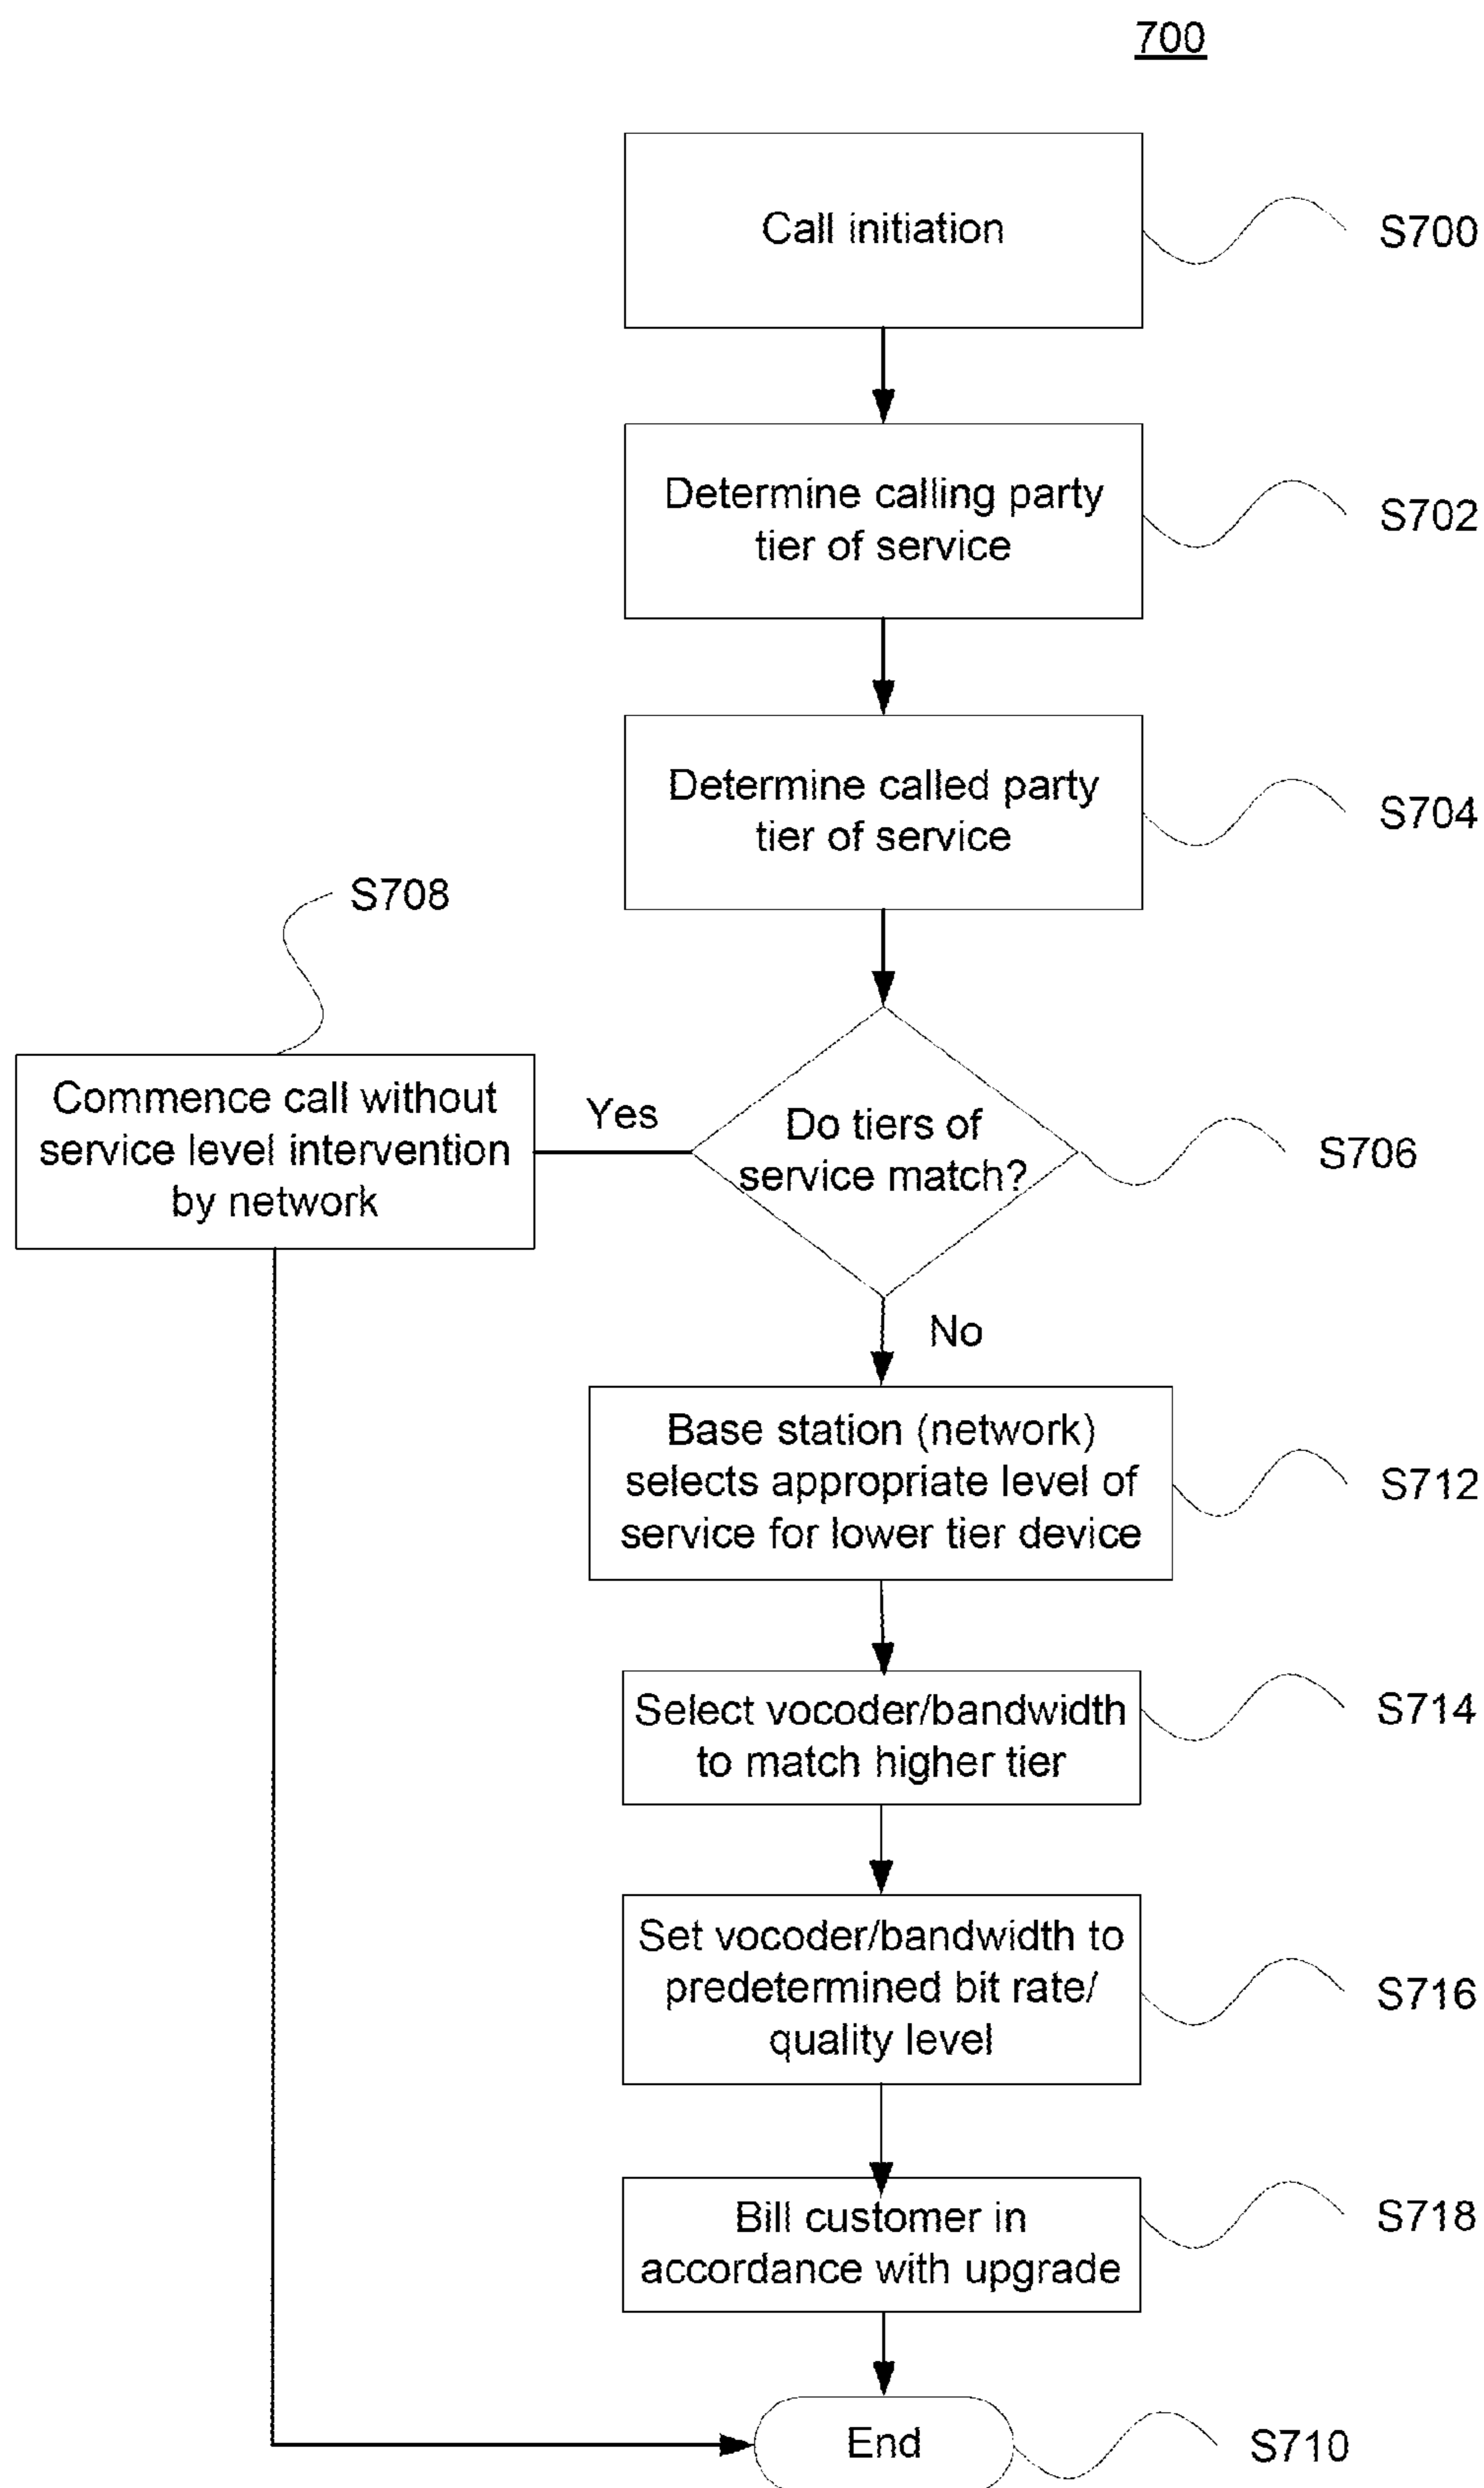 700
Call initiation
S700
Determine calling party
tier of service
S702
Determine called party
tier of service
S704
S708
Commence call without
service level intervention
by network
Yes
Do tiers of
service match?
S706
No
Base station (network)
selects appropriate level of
service for lower tier device
S712
Select vocoder/bandwidth
to match higher tier
S714
Set vocoder/bandwidth to
predetermined bit rate/
quality level
S716
Bill customer in
accordance with upgrade
S718
End
S710